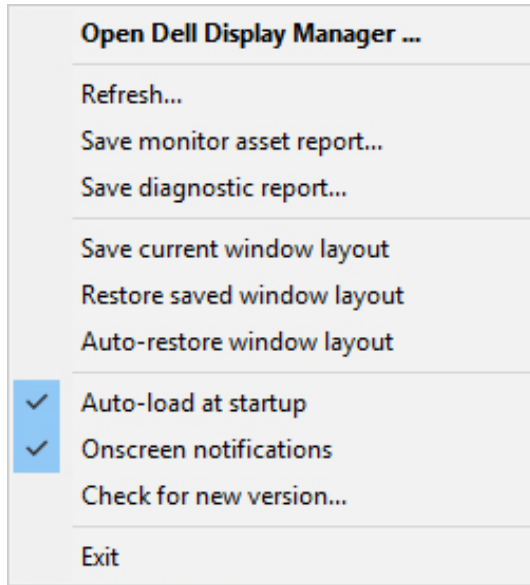 Open Dell Display Manager ...
Refresh...
Save monitor asset report...
Save diagnostic report...
Save current window layout
Restore saved window layout
Auto-restore window layout
Auto-load at startup
Onscreen notifications
Check for new version...
Exit